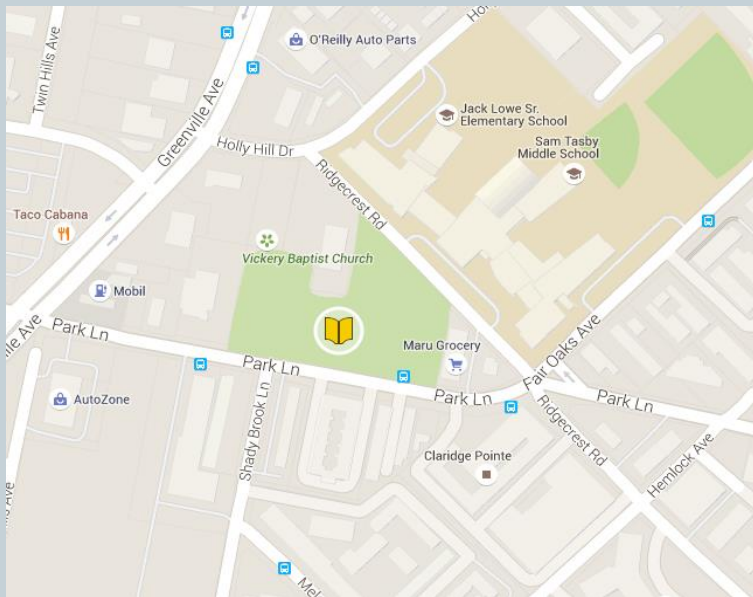 Twin Hills Ave
O'Reilly Auto Parts
Greenville Ave
Holly Hill Dr
Jack Lowe Sr.
Elementary School
Sam Tasby
Middle School
Ridgecrest Rd
Taco Cabana
Vickery Baptist Church
Mobil
Park Ln
Maru Grocery
Fair Oaks Ave
Park Ln
AutoZone
Shady Brook Ln
Park Ln
Park Ln
Ridgecrest Rd
Claridge Pointe
Hemlock Ave